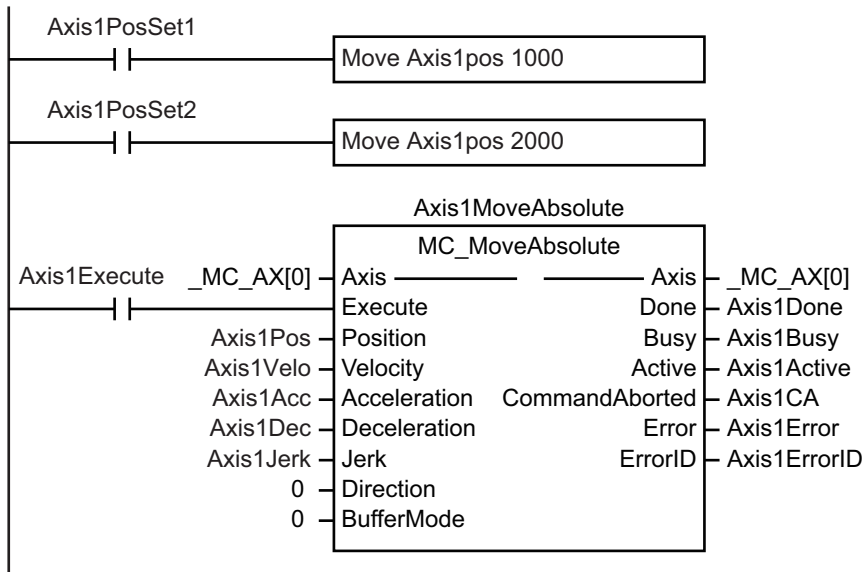 Axis1PosSet1
Move Axis1pos 1000
Axis1PosSet2
Move Axis1pos 2000
Axis1MoveAbsolute
MC_MoveAbsolute
Axis1Execute _MC_AX[0] Axis Axis _MC_AX[0]
Execute Done Axis1Done
Axis1Pos Position Busy Axis1Busy
Axis1Velo Velocity Active Axis1Active
Axis1Acc Acceleration CommandAborted Axis1CA
Axis1Dec Deceleration Error Axis1Error
Axis1Jerk Jerk ErrorID Axis1ErrorID
0 Direction
0 BufferMode